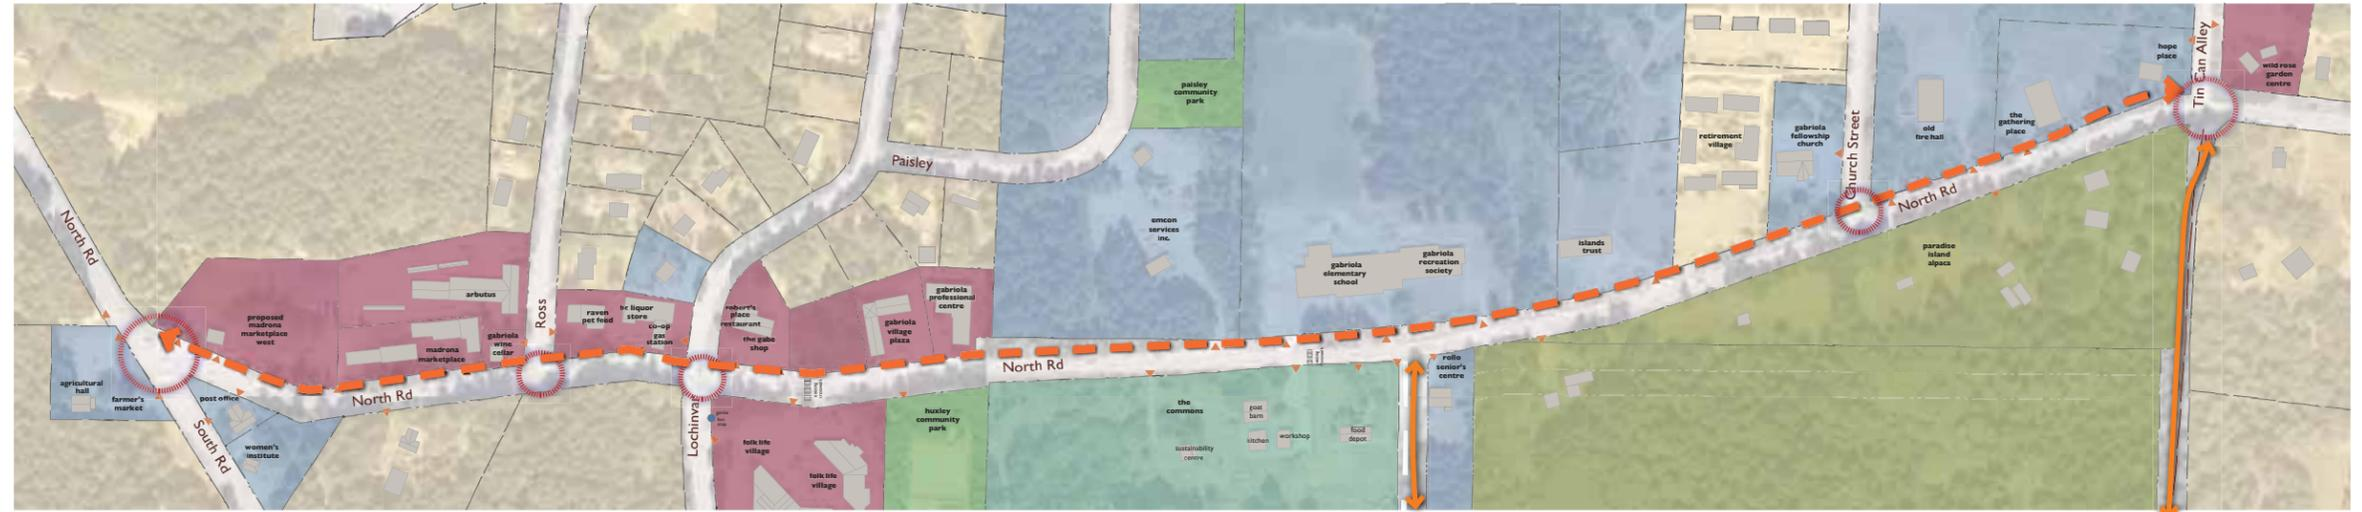 North Rd
agricultural
hall
farmer's
market
post office
women's
institute
South Rd
proposed
madrona
marketplace
west
arbutus
madrona
marketplace
gabriola
wine
cellar
North Rd
Ross
raven
pet food
liquor
store
co-op
gas
station
Lochinvar
robert's
place
restaurant
the gabe
shop
gabriola
village
plaza
gabriola
professional
centre
folk life
village
folk life
village
huxley
community
park
Paisley
paisley
community
park
emcon
services
inc.
North Rd
the
commons
sustainability
centre
goat
barn
kitchen
workshop
food
depot
gabriola
elementary
school
gabriola
recreation
society
islands
trust
rollo
senior's
centre
retirement
village
gabriola
fellowship
church
Church Street
old
fire hall
North Rd
the
gathering
place
hope
place
Tin Can Alley
wild rose
garden
centre
paradise
island
alpaca